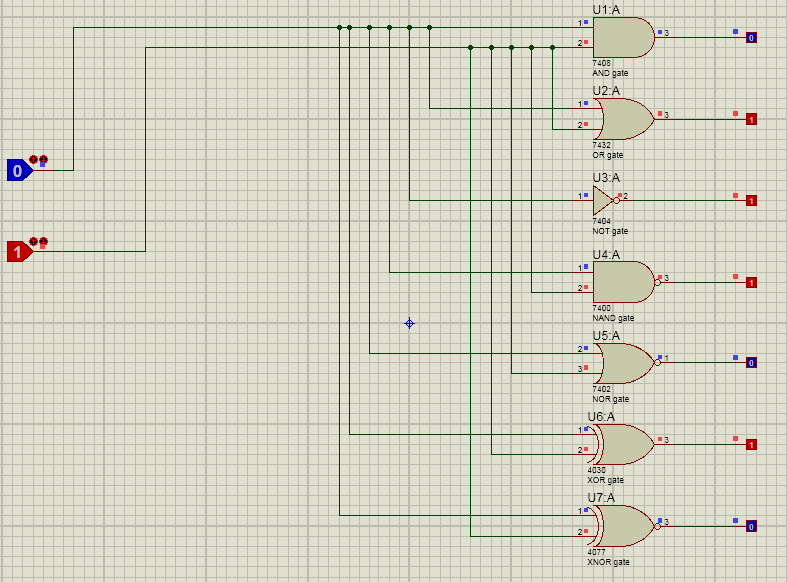 U1:A
1
2
3
0
7408
AND gate
U2:A
1
2
3
1
7432
OR gate
0
U3:A
1
2
1
7404
NOT gate
1
U4:A
1
2
3
1
7400
NAND gate
U5:A
2
3
1
0
7402
NOR gate
U6:A
1
2
3
1
4030
XOR gate
U7:A
1
2
3
0
4077
XNOR gate